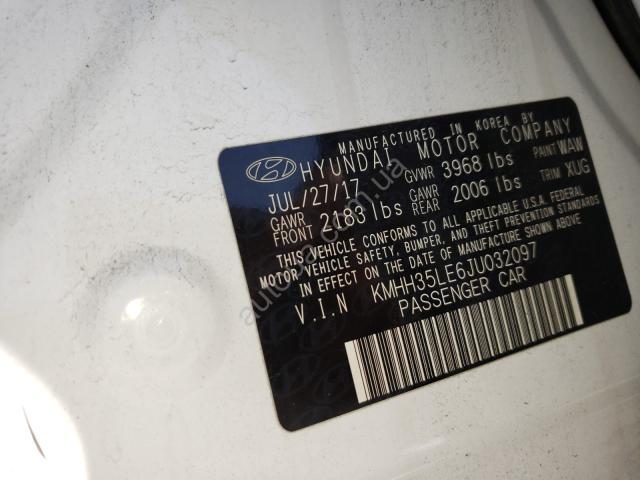 MANUFACTURED IN KOREA BY
HYUNDAI MOTOR COMPANY
JUL/27/17 GVWR 3968 lbs PAINT WAW
GAWR FRONT 2183 lbs GAWR REAR 2006 lbs TRIM XUG
THIS VEHICLE CONFORMS TO ALL APPLICABLE U.S.A. FEDERAL
MOTOR VEHICLE SAFETY, BUMPER, AND THEFT PREVENTION STANDARDS
IN EFFECT ON THE DATE OF MANUFACTURE SHOWN ABOVE
V.I.N KMHH35LE6JU032097
PASSENGER CAR